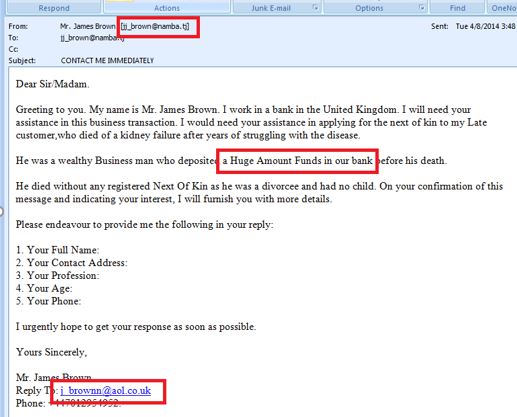 Respond Actions Junk E-mail Options Find OneNo
From: Mr. James Brown [jj_brown@namba.tj] Sent: Tue 4/8/2014 3:48
To: jj_brown@namba.tj
Cc:
Subject: CONTACT ME IMMEDIATELY
Dear Sir/Madam.
Greeting to you. My name is Mr. James Brown. I work in a bank in the United Kingdom. I will need your
assistance in this business transaction. I would need your assistance in applying for the next of kin to my Late
customer,who died of a kidney failure after years of struggling with the disease.
He was a wealthy Business man who deposited a Huge Amount Funds in our bank before his death.
He died without any registered Next Of Kin as he was a divorcee and had no child. On your confirmation of this
message and indicating your interest, I will furnish you with more details.
Please endeavour to provide me the following in your reply:
1. Your Full Name:
2. Your Contact Address:
3. Your Profession:
4. Your Age:
5. Your Phone:
I urgently hope to get your response as soon as possible.
Yours Sincerely,
Mr. James Brown
Reply To: j_brownn@aol.co.uk
Phone: +447012954952.